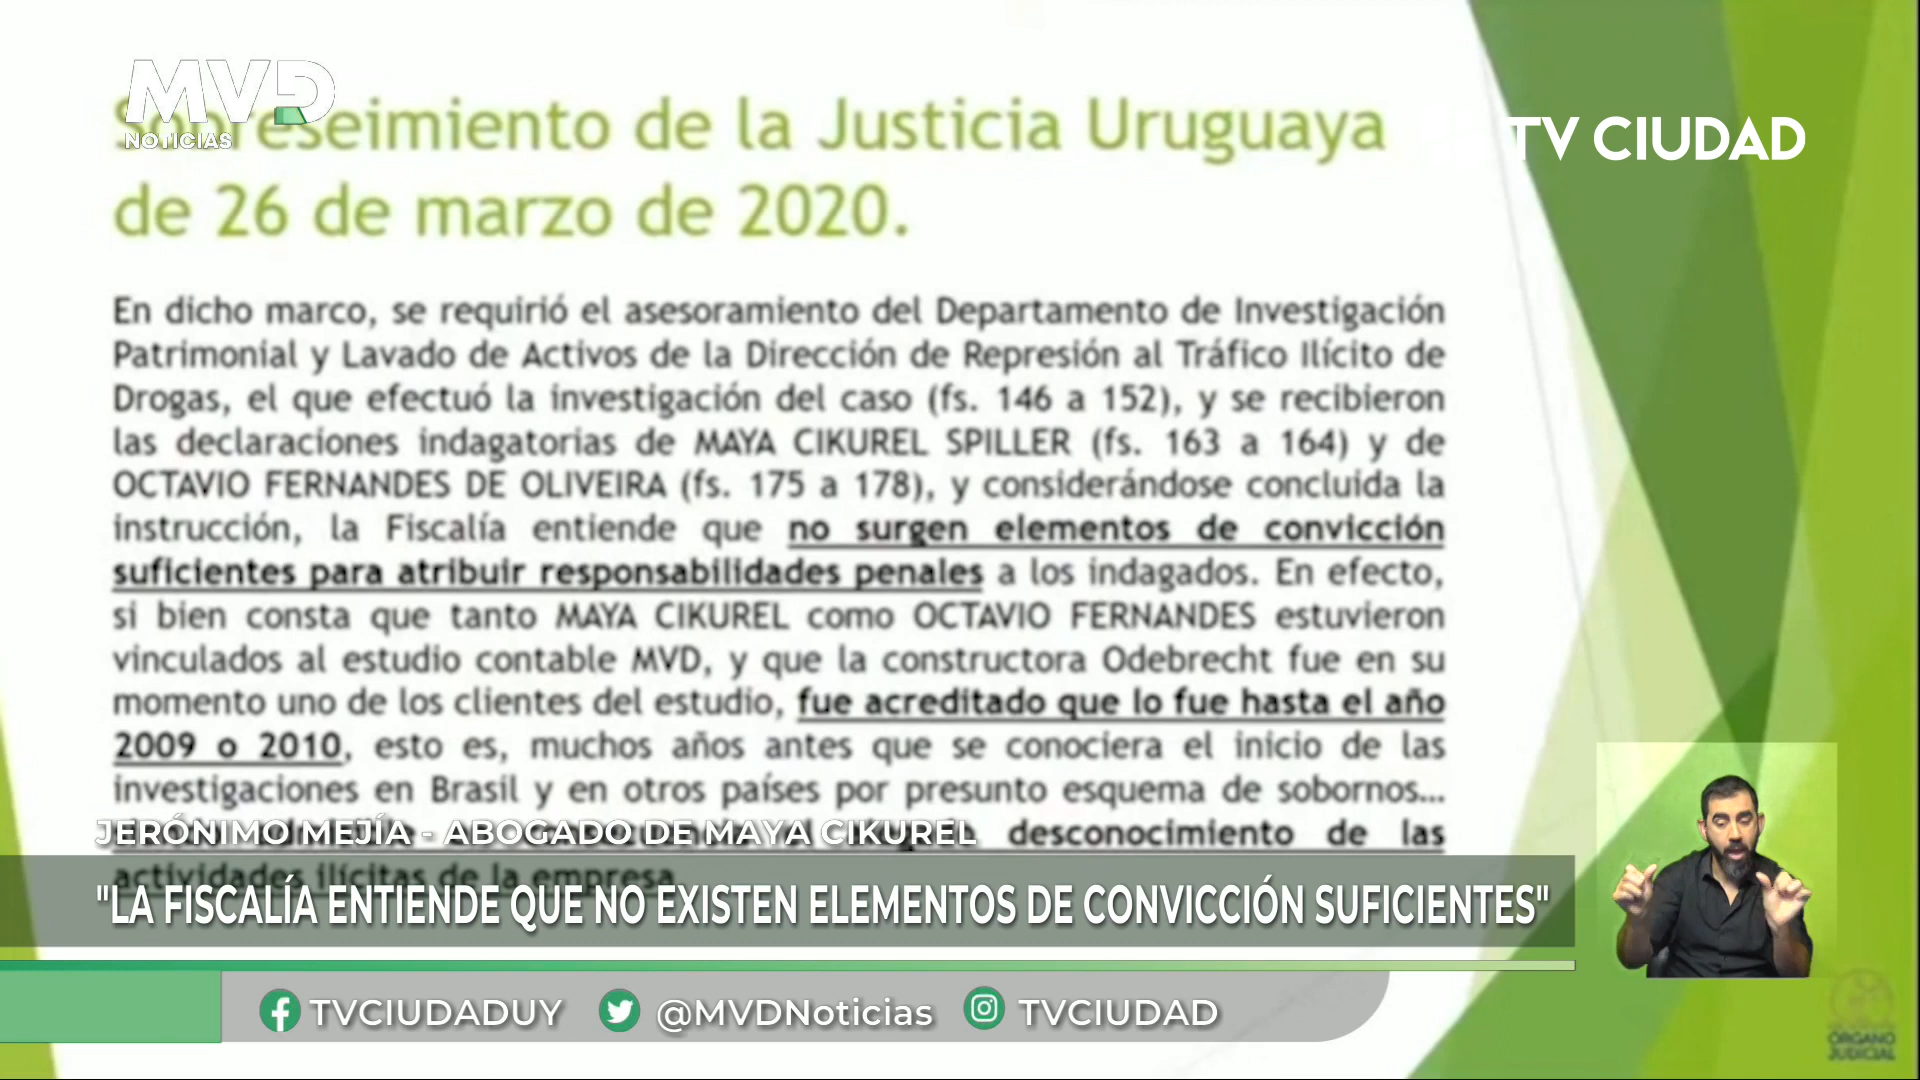 MVD
NOTICIAS
TV CIUDAD
Sobreseimiento de la Justicia Uruguaya
de 26 de marzo de 2020.
En dicho marco, se requirió el asesoramiento del Departamento de Investigación
Patrimonial y Lavado de Activos de la Dirección de Represión al Tráfico Ilícito de
Drogas, el que efectuó la investigación del caso (fs. 146 a 152), y se recibieron
las declaraciones indagatorias de MAYA CIKUREL SPILLER (fs. 163 a 164) y de
OCTAVIO FERNANDES DE OLIVEIRA (fs. 175 a 178), y considerándose concluida la
instrucción, la Fiscalía entiende que no surgen elementos de convicción
suficientes para atribuir responsabilidades penales a los indagados. En efecto,
si bien consta que tanto MAYA CIKUREL como OCTAVIO FERNANDES estuvieron
vinculados al estudio contable MVD, y que la constructora Odebrecht fue en su
momento uno de los clientes del estudio, fue acreditado que lo fue hasta el año
2009 o 2010, esto es, muchos años antes que se conociera el inicio de las
investigaciones en Brasil y en otros países por presunto esquema de sobornos...
desconocimiento de las
actividades ilícitas de la empresa
JERÓNIMO MEJÍA - ABOGADO DE MAYA CIKUREL
"LA FISCALÍA ENTIENDE QUE NO EXISTEN ELEMENTOS DE CONVICCIÓN SUFICIENTES"
TVCIUDADUY @MVDNoticias TVCIUDAD
ÓRGANO
JUDICIAL